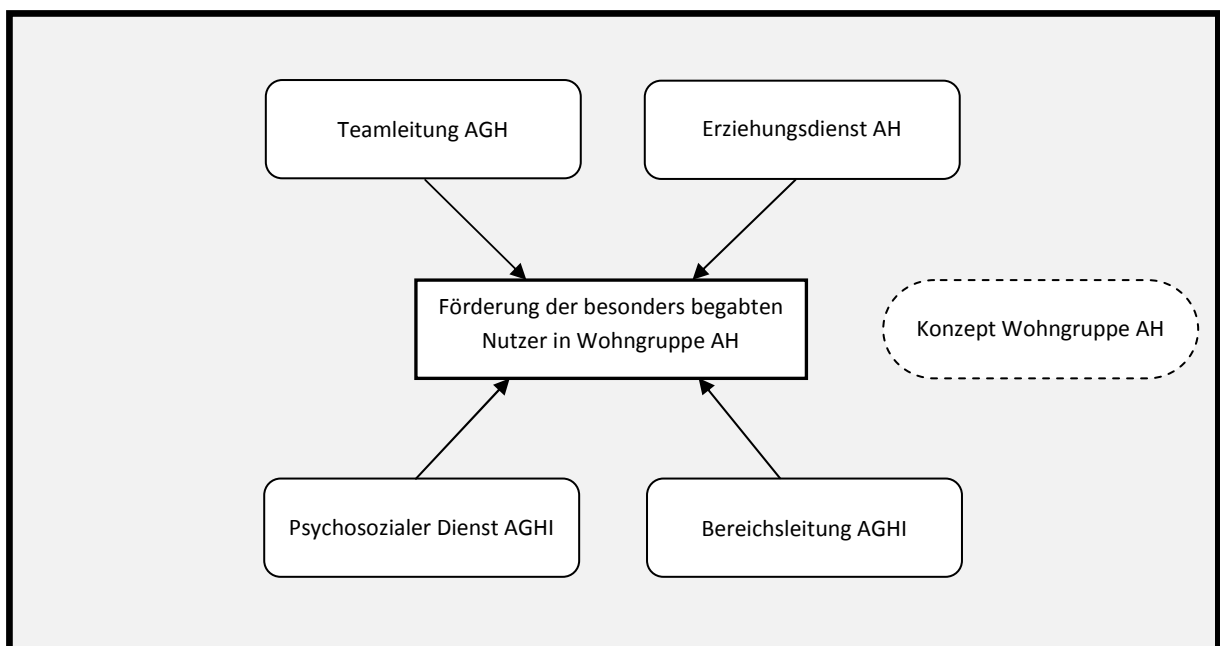 Teamleitung AGH
Erziehungsdienst AH
Förderung der besonders begabten
Nutzer in Wohngruppe AH
Konzept Wohngruppe AH
Psychosozialer Dienst AGHI
Bereichsleitung AGHI